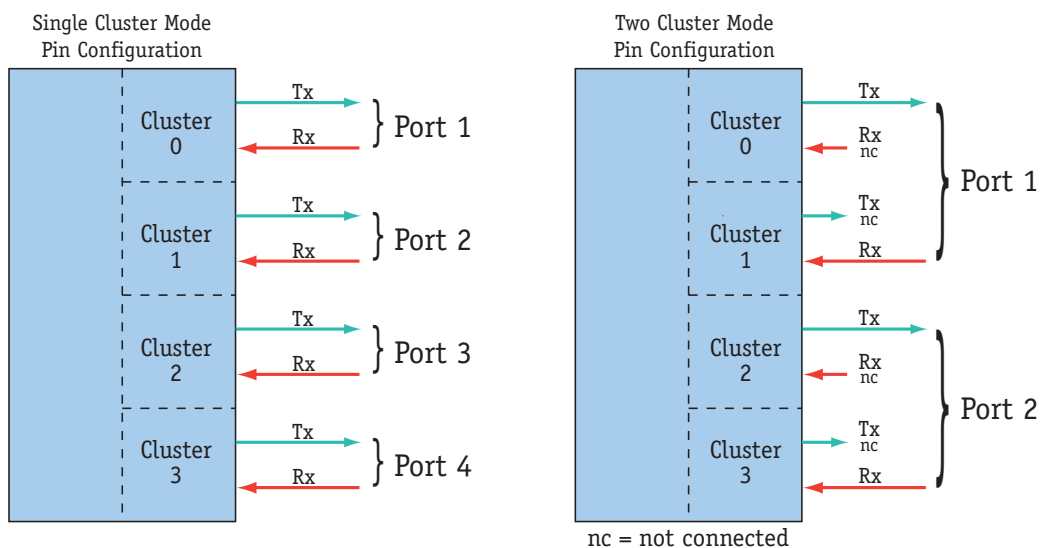 Single Cluster Mode
Pin Configuration
Cluster
0
Tx
Rx
Port 1
Cluster
1
Tx
Rx
Port 2
Cluster
2
Tx
Rx
Port 3
Cluster
3
Tx
Rx
Port 4
Two Cluster Mode
Pin Configuration
Cluster
0
Tx
Rx
nc
Cluster
1
Tx
nc
Rx
Port 1
Cluster
2
Tx
Rx
nc
Cluster
3
Tx
nc
Rx
Port 2
nc = not connected